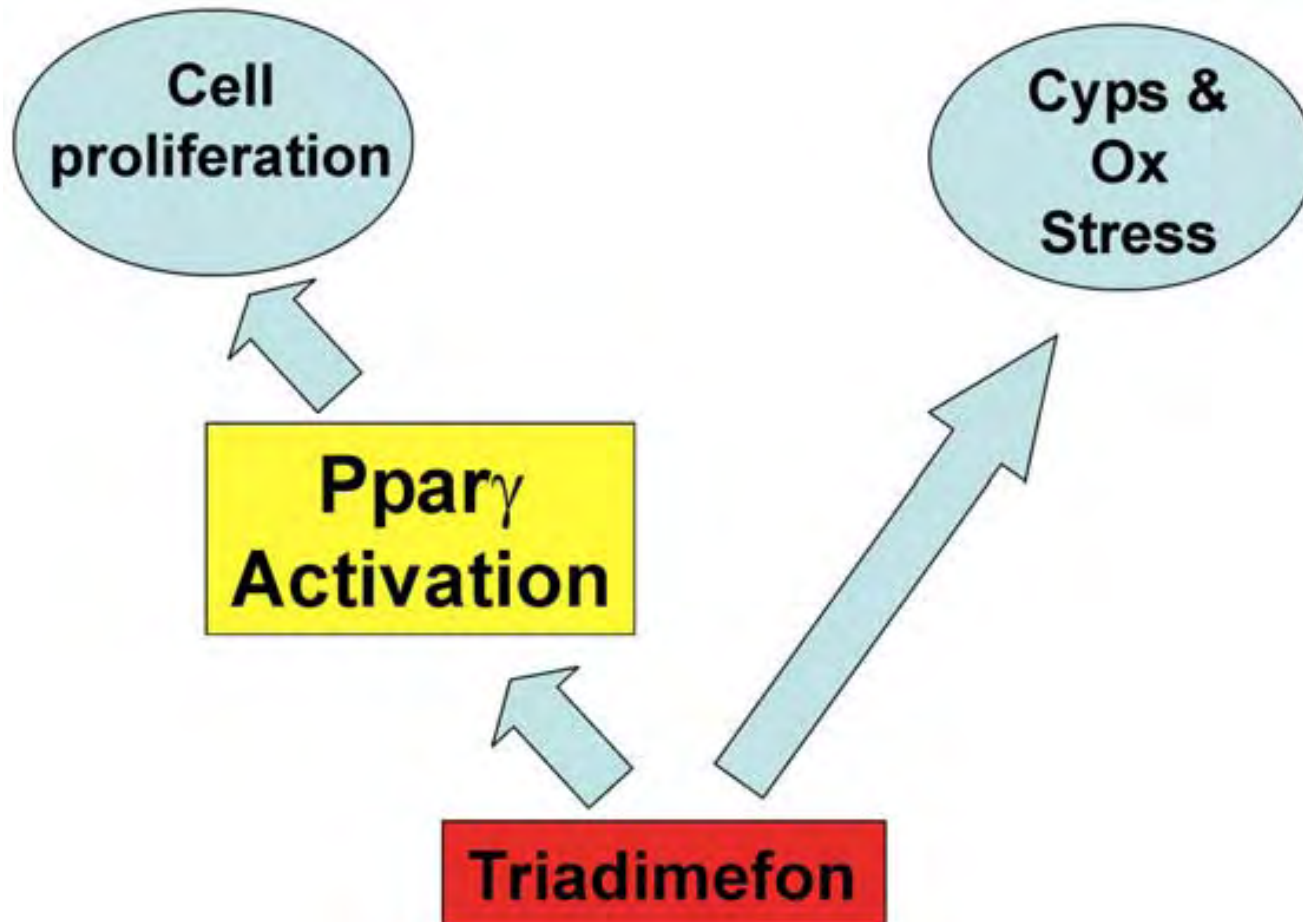 Cell
proliferation
Cyps &
Ox
Stress
Pparγ
Activation
Triadimefon